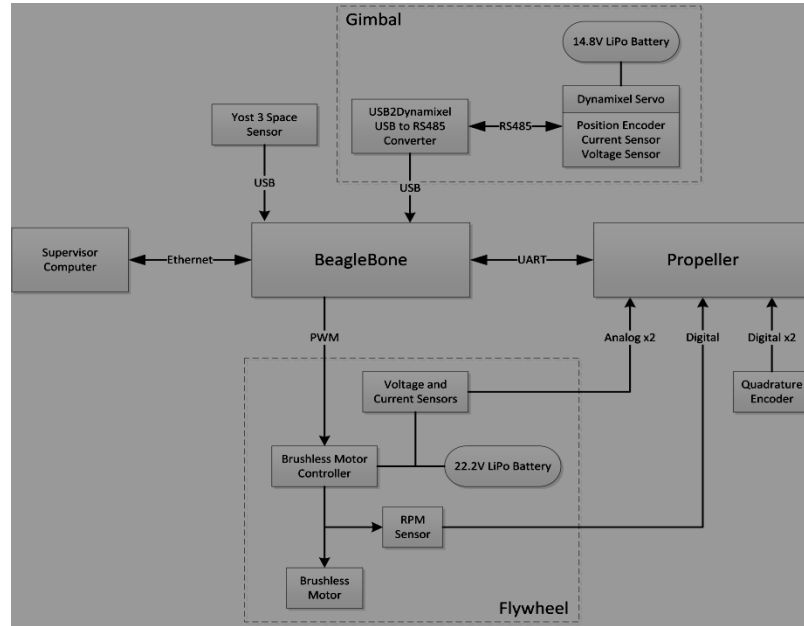 Gimbal
14.8V LiPo Battery
Dynamixel Servo
Position Encoder
Current Sensor
Voltage Sensor
USB2Dynamixel
USB to RS485
Converter
RS485
Yost 3 Space
Sensor
USB
USB
Supervisor
Computer
Ethernet
BeagleBone
UART
Propeller
PWM
Analog x2
Digital
Digital x2
Quadrature
Encoder
Voltage and
Current Sensors
Brushless Motor
Controller
22.2V LiPo Battery
RPM
Sensor
Brushless
Motor
Flywheel